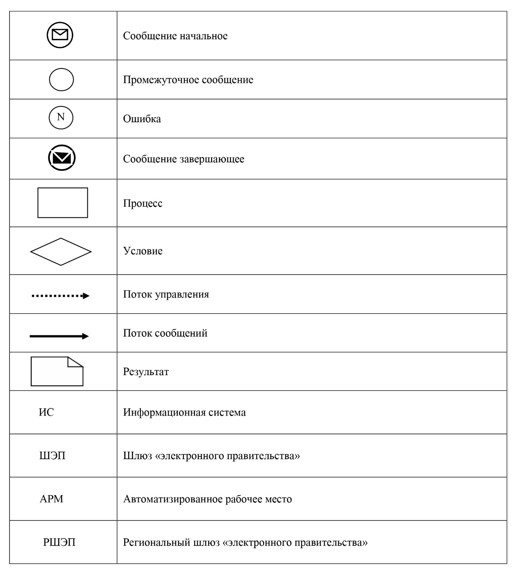 Сообщение начальное
Промежуточное сообщение
N Ошибка
Сообщение завершающее
Процесс
Условие
Поток управления
Поток сообщений
Результат
ИС Информационная система
ШЭП Шлюз «электронного правительства»
АРМ Автоматизированное рабочее место
РШЭП Региональный шлюз «электронного правительства»